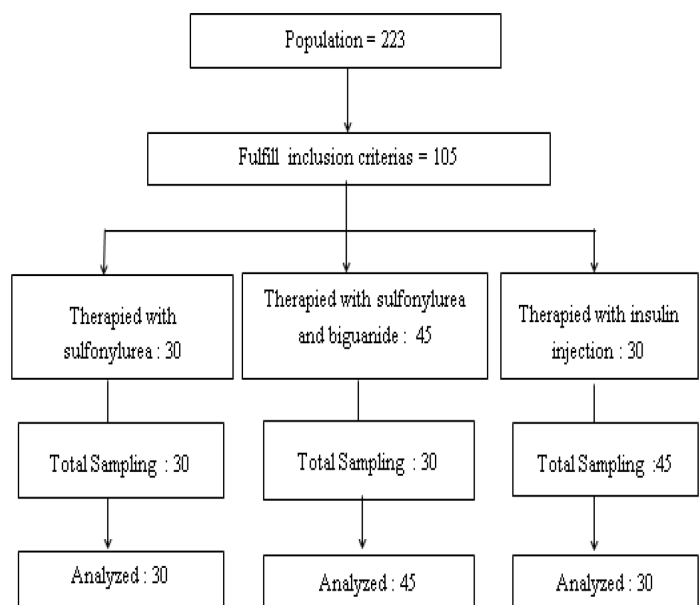 Population = 223
Fulfill inclusion criterias = 105
Therapied with
sulfonylurea : 30
Therapied with sulfonylurea
and biguanide : 45
Therapied with insulin
injection : 30
Total Sampling : 30
Total Sampling : 30
Total Sampling :45
Analyzed : 30
Analyzed : 45
Analyzed : 30